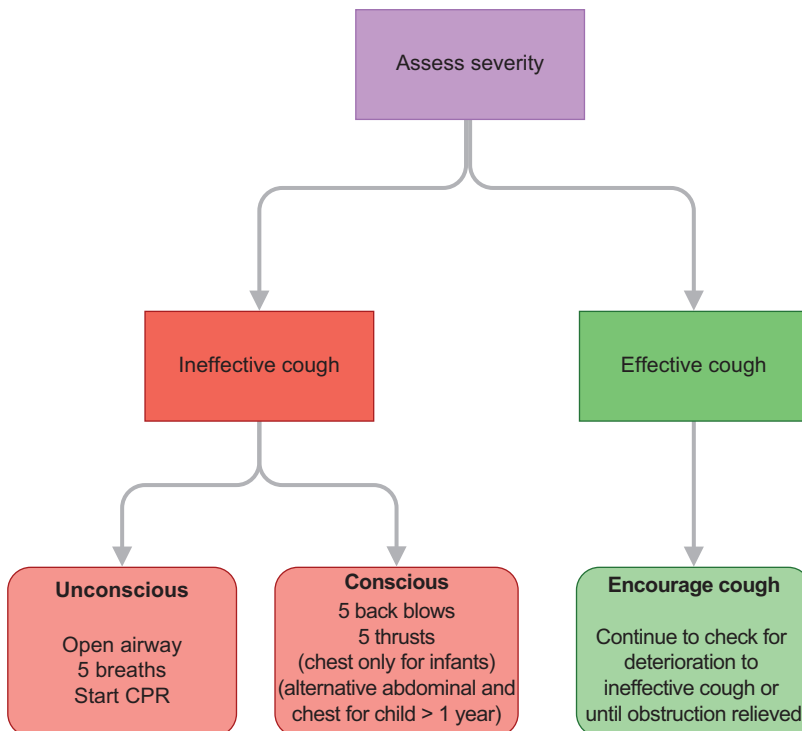 Assess severity
Ineffective cough
Effective cough
Unconscious
Open airway
5 breaths
Start CPR
Conscious
5 back blows
5 thrusts
(chest only for infants)
(alternative abdominal and
chest for child > 1 year)
Encourage cough
Continue to check for
deterioration to
ineffective cough or
until obstruction relieved